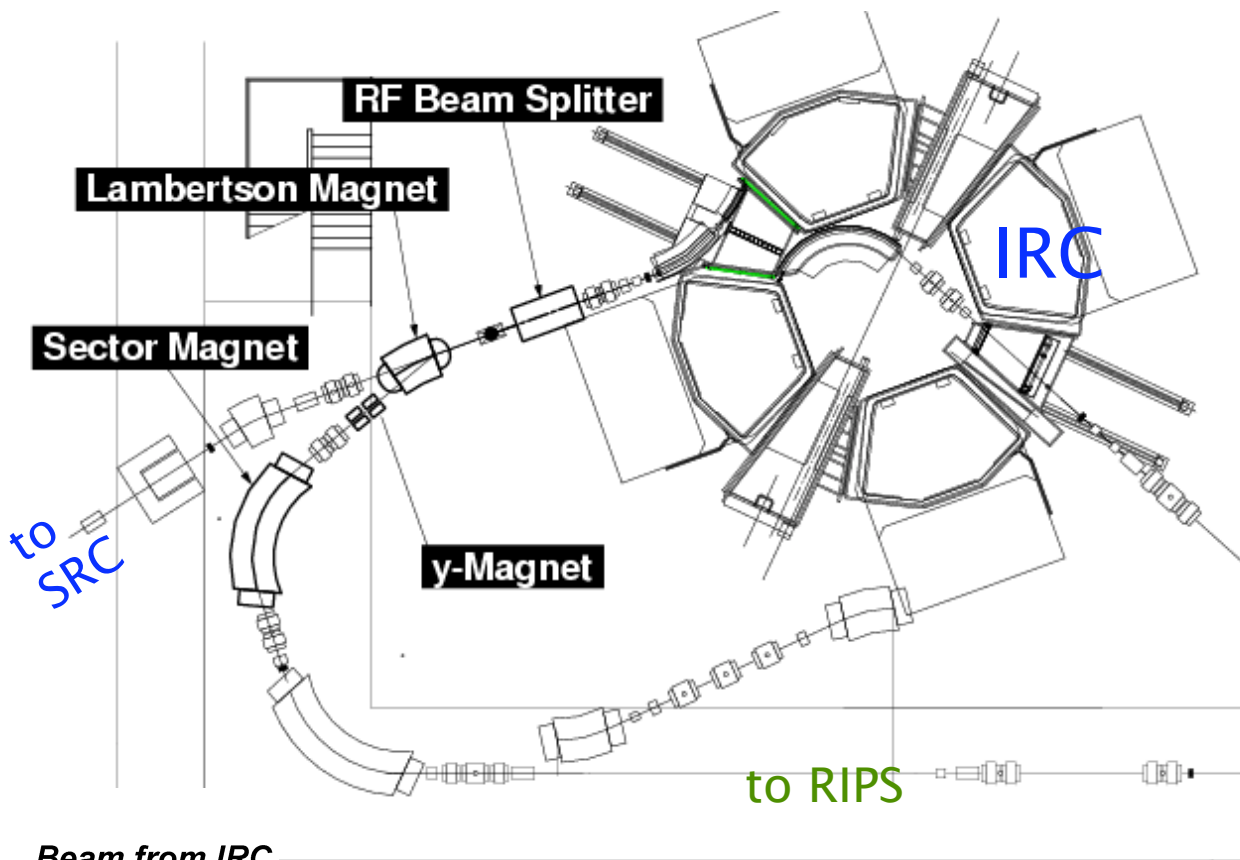 RF Beam Splitter
Lambertson Magnet
IRC
Sector Magnet
to
SRC
y-Magnet
to RIPS
Beam from IRC